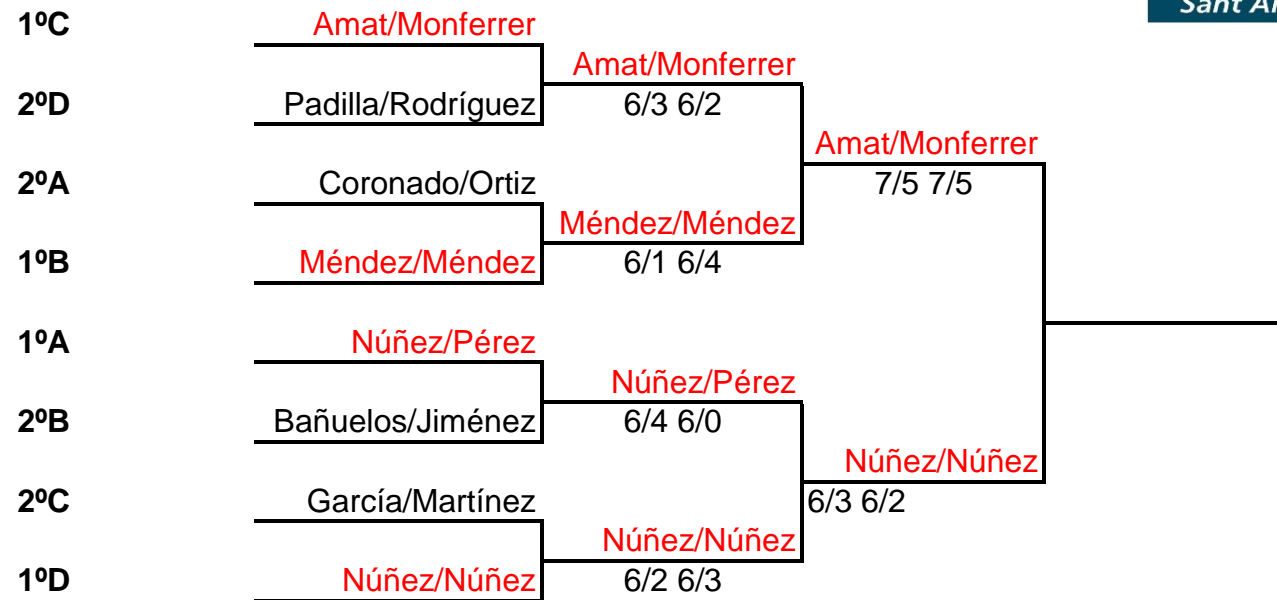 Sant
1ºC Amat/Monferrer
Amat/Monferrer
2ºD Padilla/Rodríguez 6/3 6/2
Amat/Monferrer
2ºA Coronado/Ortiz 7/5 7/5
Méndez/Méndez
1ºB Méndez/Méndez 6/1 6/4
1ºA Núñez/Pérez
Núñez/Pérez
2ºB Bañuelos/Jiménez 6/4 6/0
Núñez/Núñez
2ºC García/Martínez 6/3 6/2
Núñez/Núñez
1ºD Núñez/Núñez 6/2 6/3